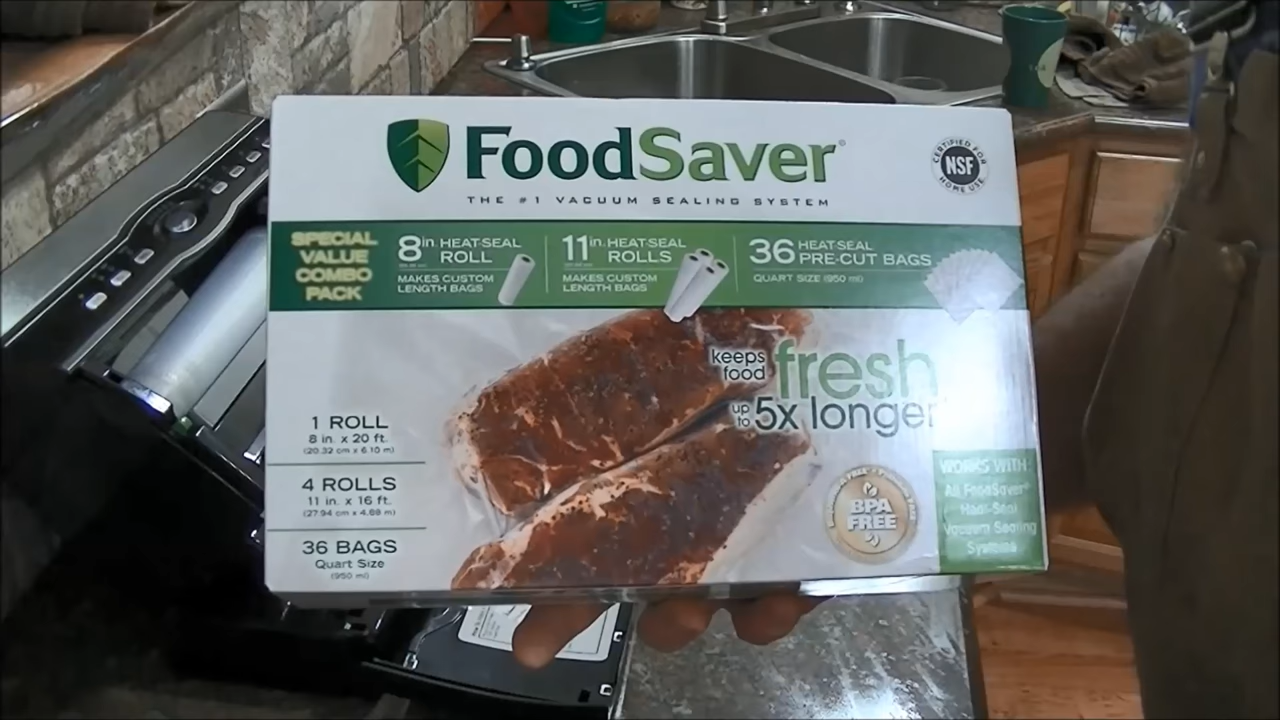 FoodSaver®
THE #1 VACUUM SEALING SYSTEM
CERTIFIED FOR
NSF
HOME USE
SPECIAL
VALUE
COMBO
PACK
8in. HEAT-SEAL
ROLL
MAKES CUSTOM
LENGTH BAGS
11in. HEAT-SEAL
ROLLS
MAKES CUSTOM
LENGTH BAGS
36 HEAT-SEAL
PRE-CUT BAGS
QUART SIZE (950 ml)
keeps
food fresh
up
to 5x longer
1 ROLL
8 in. x 20 ft.
(20.32 cm x 6.10 m)
4 ROLLS
11 in. x 16 ft.
(27.94 cm x 4.88 m)
36 BAGS
Quart Size
(950 ml)
BPA
FREE
WORKS WITH:
All FoodSaver®
Heat-Seal
Vacuum Sealing
Systems